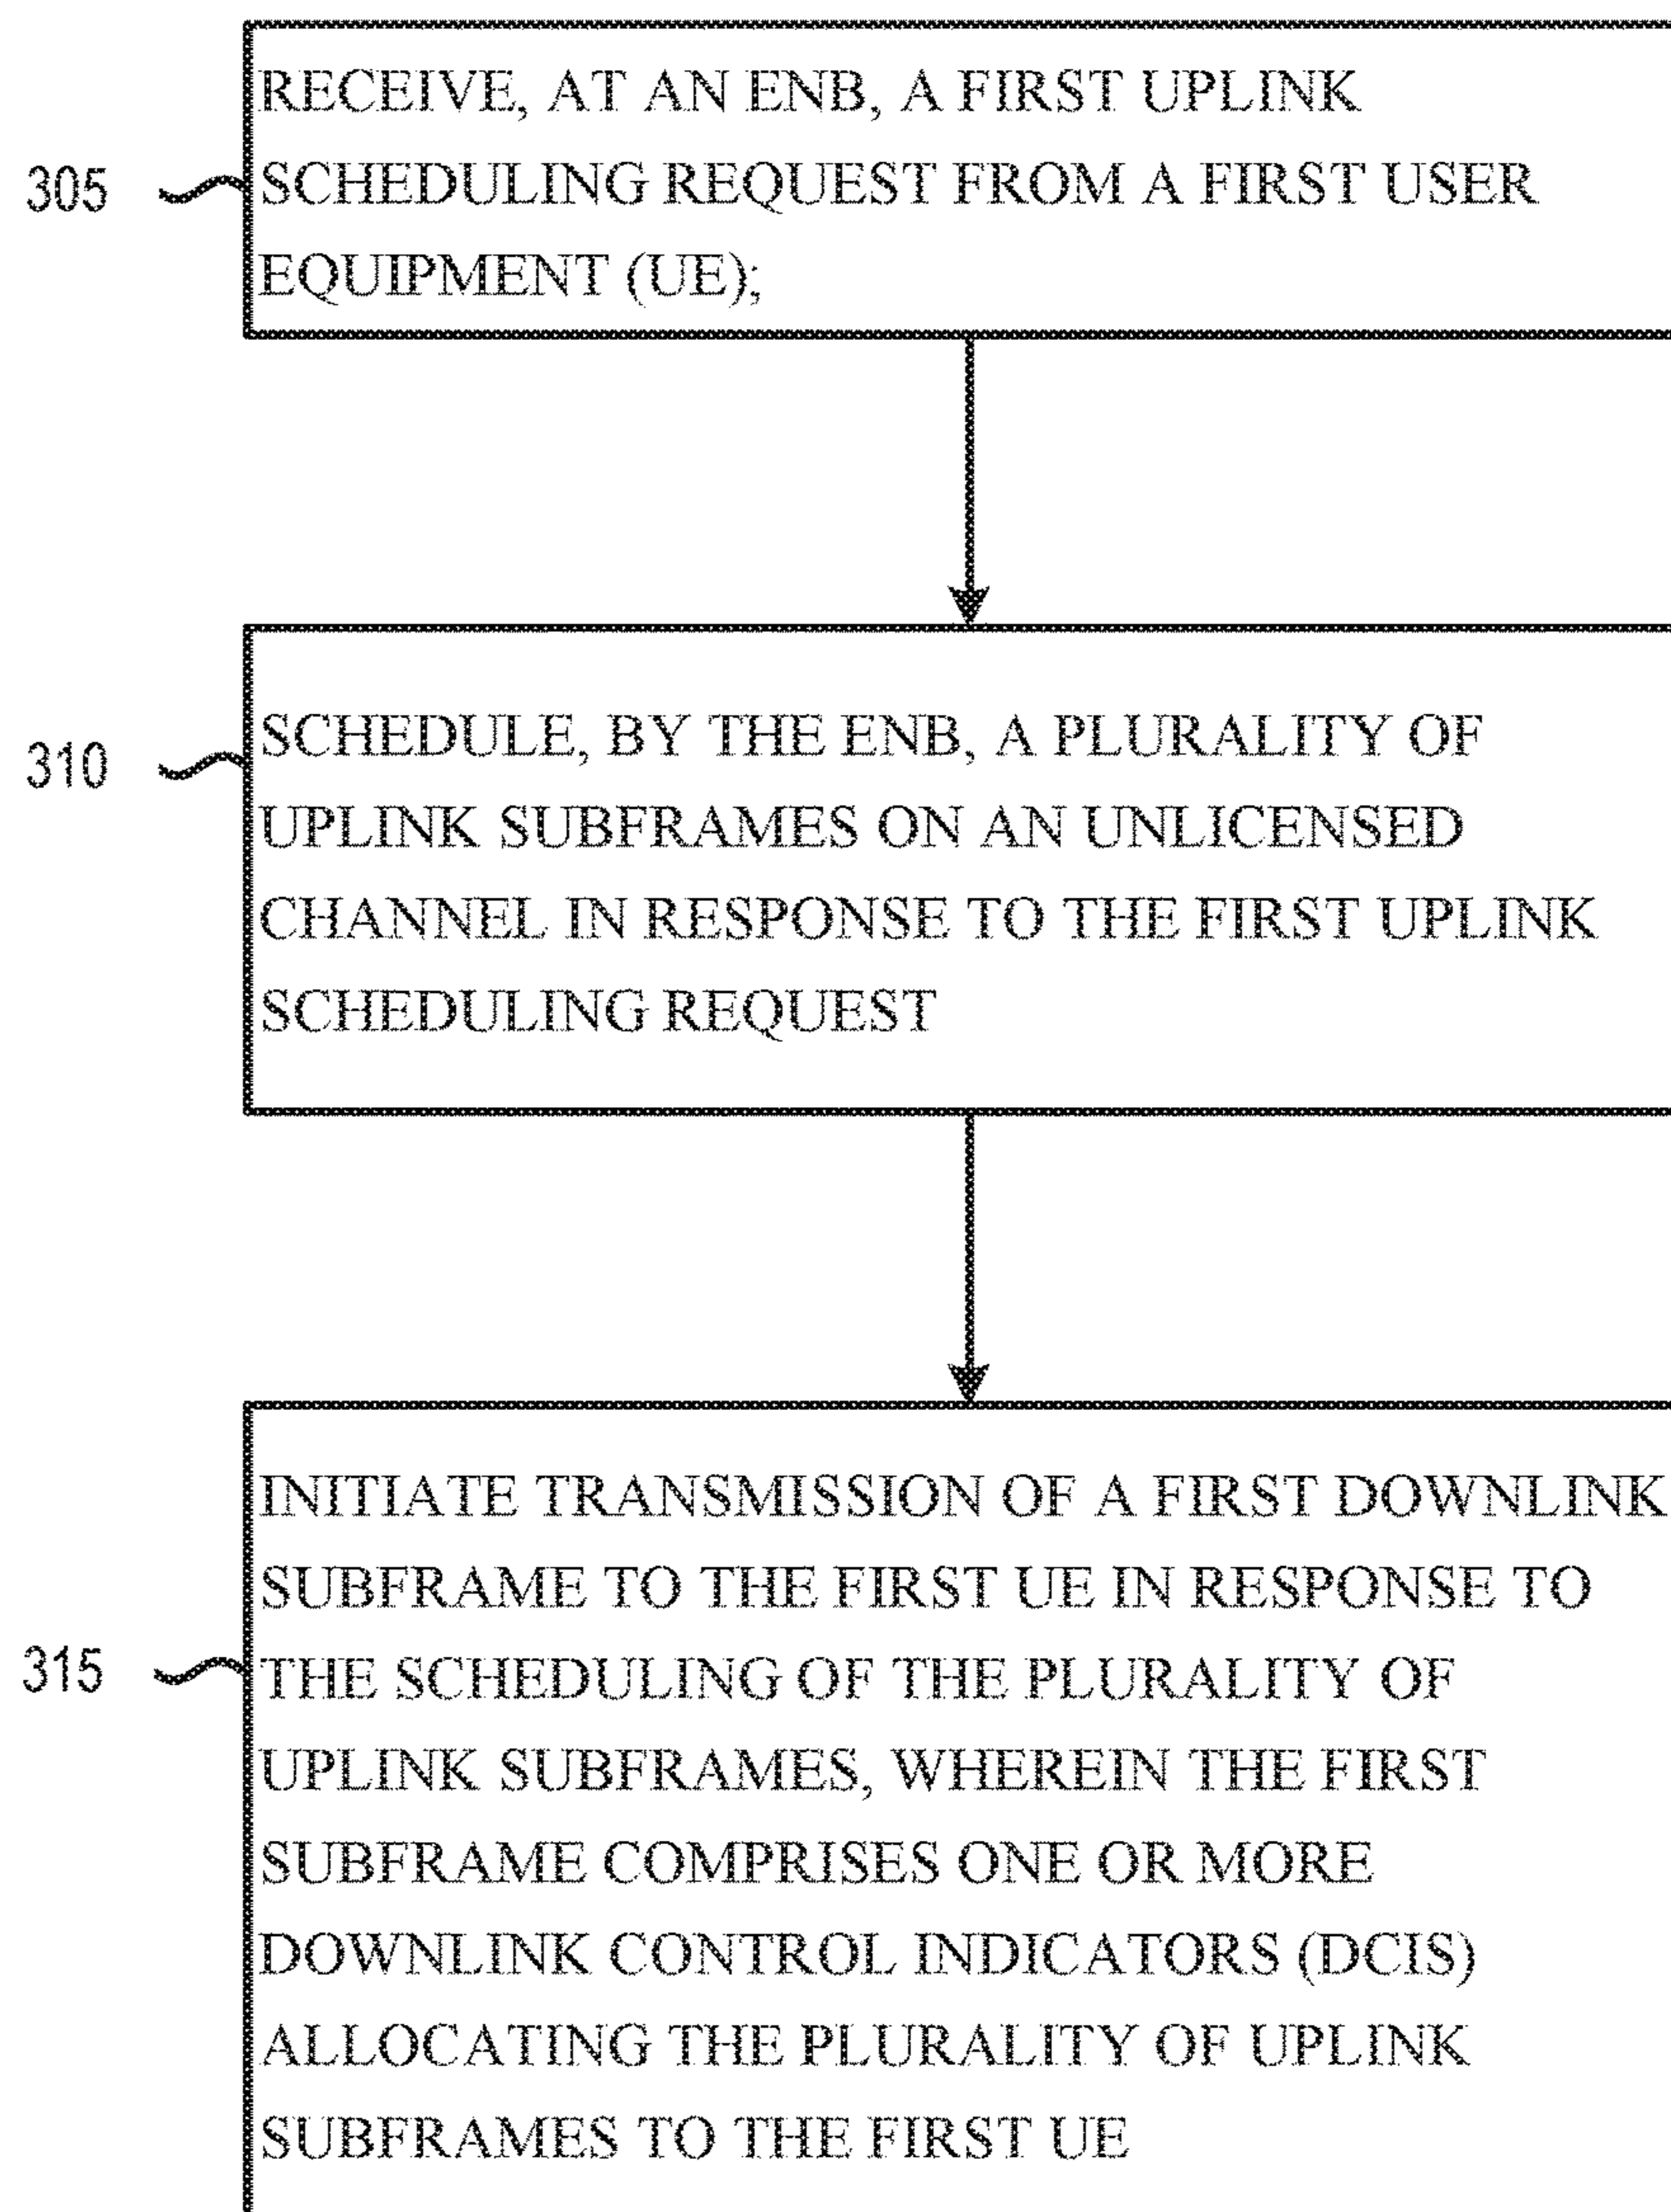 RECEIVE, AT AN ENB, A FIRST UPLINK
305
SCHEDULING REQUEST FROM A FIRST USER
EQUIPMENT (UE);
SCHEDULE, BY THE ENB, A PLURALITY OF
310
UPLINK SUBFRAMES ON AN UNLICENSED
CHANNEL IN RESPONSE TO THE FIRST UPLINK
SCHEDULING REQUEST
INITIATE TRANSMISSION OF A FIRST DOWNLINK
SUBFRAME TO THE FIRST UE IN RESPONSE TO
315
THE SCHEDULING OF THE PLURALITY OF
UPLINK SUBFRAMES, WHEREIN THE FIRST
SUBFRAME COMPRISES ONE OR MORE
DOWNLINK CONTROL INDICATORS (DCIS)
ALLOCATING THE PLURALITY OF UPLINK
SUBFRAMES TO THE FIRST UE